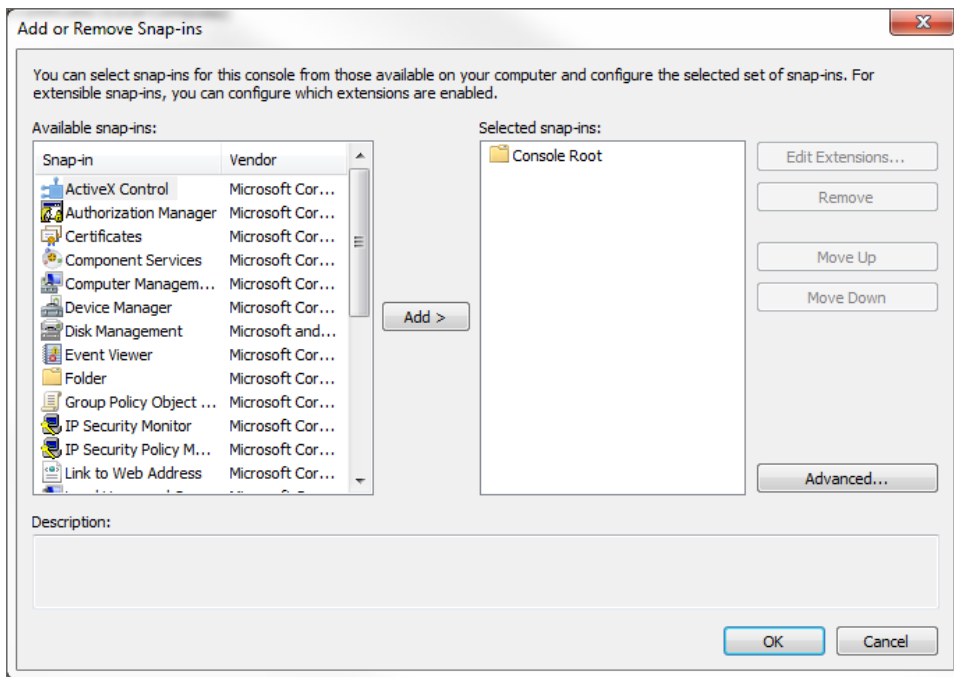 Add or Remove Snap-ins
You can select snap-ins for this console from those available on your computer and configure the selected set of snap-ins. For
extensible snap-ins, you can configure which extensions are enabled.
Available snap-ins:
Selected snap-ins:
Snap-in Vendor
Console Root
Edit Extensions...
ActiveX Control Microsoft Cor...
Remove
Authorization Manager Microsoft Cor...
Certificates Microsoft Cor...
Component Services Microsoft Cor...
Move Up
Computer Managem... Microsoft Cor...
Device Manager Microsoft Cor...
Move Down
Add >
Disk Management Microsoft and...
Event Viewer Microsoft Cor...
Folder Microsoft Cor...
Group Policy Object ... Microsoft Cor...
IP Security Monitor Microsoft Cor...
IP Security Policy M... Microsoft Cor...
Link to Web Address Microsoft Cor...
Advanced...
Description:
OK
Cancel